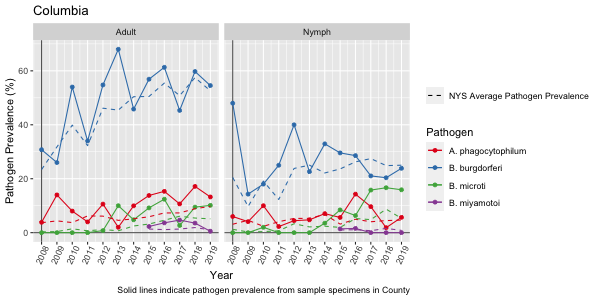 Columbia
Adult
Nymph
Pathogen Prevalence (%)
60
40
20
0
2008 2009 2010 2011 2012 2013 2014 2015 2016 2017 2018 2019
2008 2009 2010 2011 2012 2013 2014 2015 2016 2017 2018 2019
Year
NYS Average Pathogen Prevalence
Pathogen
A. phagocytophilum
B. burgdorferi
B. microti
B. miyamotoi
Solid lines indicate pathogen prevalence from sample specimens in County